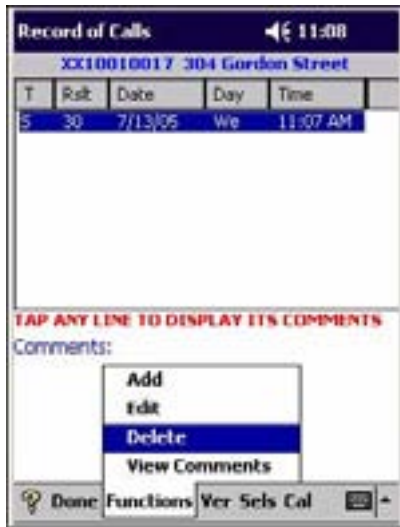 Record of Calls 11:08
XX10010017 304 Gordon Street
T Rslt Date Day Time
S 30 7/13/05 We 11:07 AM
TAP ANY LINE TO DISPLAY ITS COMMENTS
Comments:
Add
Edit
Delete
View Comments
? Done Functions Ver Sels Cal